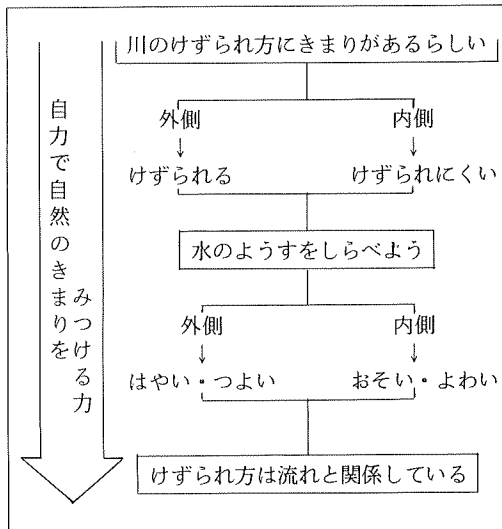 川のけずられ方にきまりがあるらしい
外側 内側
↓ ↓
けずられる けずられにくい
水のようすをしらべよう
外側 内側
↓ ↓
はやい・つよい おそい・よわい
けずられ方は流れと関係している
自力で自然のきまりを
みつける力